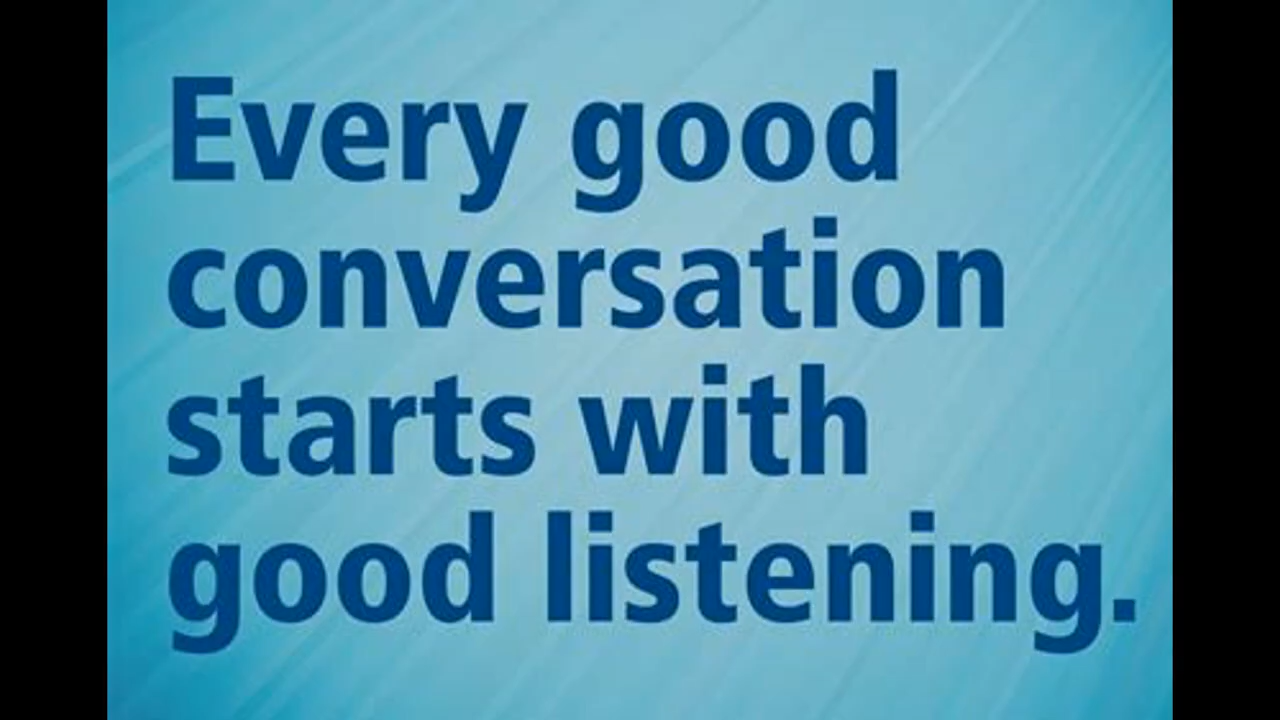 Every good
conversation
starts with
good listening.